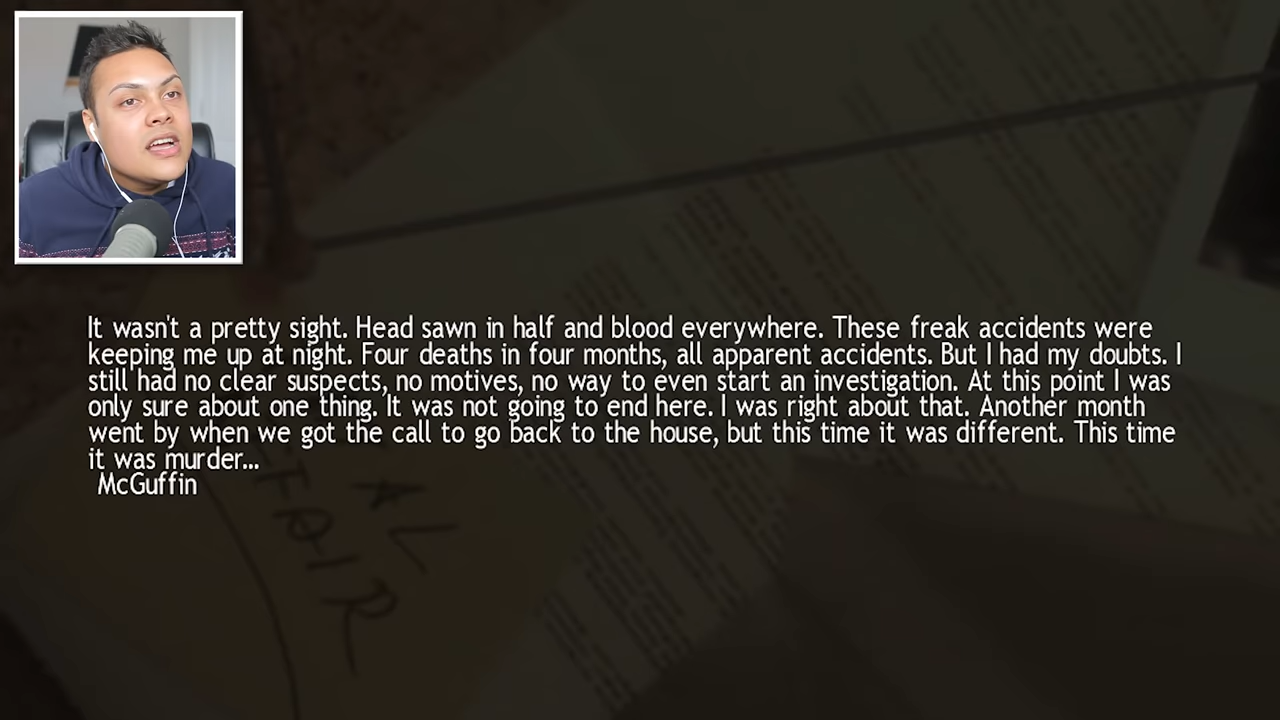 It wasn't a pretty sight. Head sawn in half and blood everywhere. These freak accidents were
keeping me up at night. Four deaths in four months, all apparent accidents. But I had my doubts. I
still had no clear suspects, no motives, no way to even start an investigation. At this point I was
only sure about one thing. It was not going to end here. I was right about that. Another month
went by when we got the call to go back to the house, but this time it was different. This time
it was murder...
McGuffin